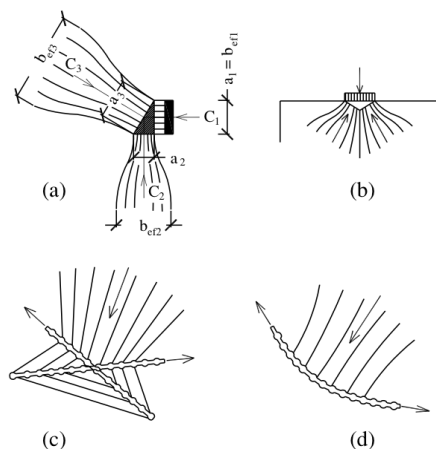 b_ef3
C_3
a_3
a_1 = b_ef1
C_1
a_2
C_2
b_ef2
(a)
(b)
(c)
(d)